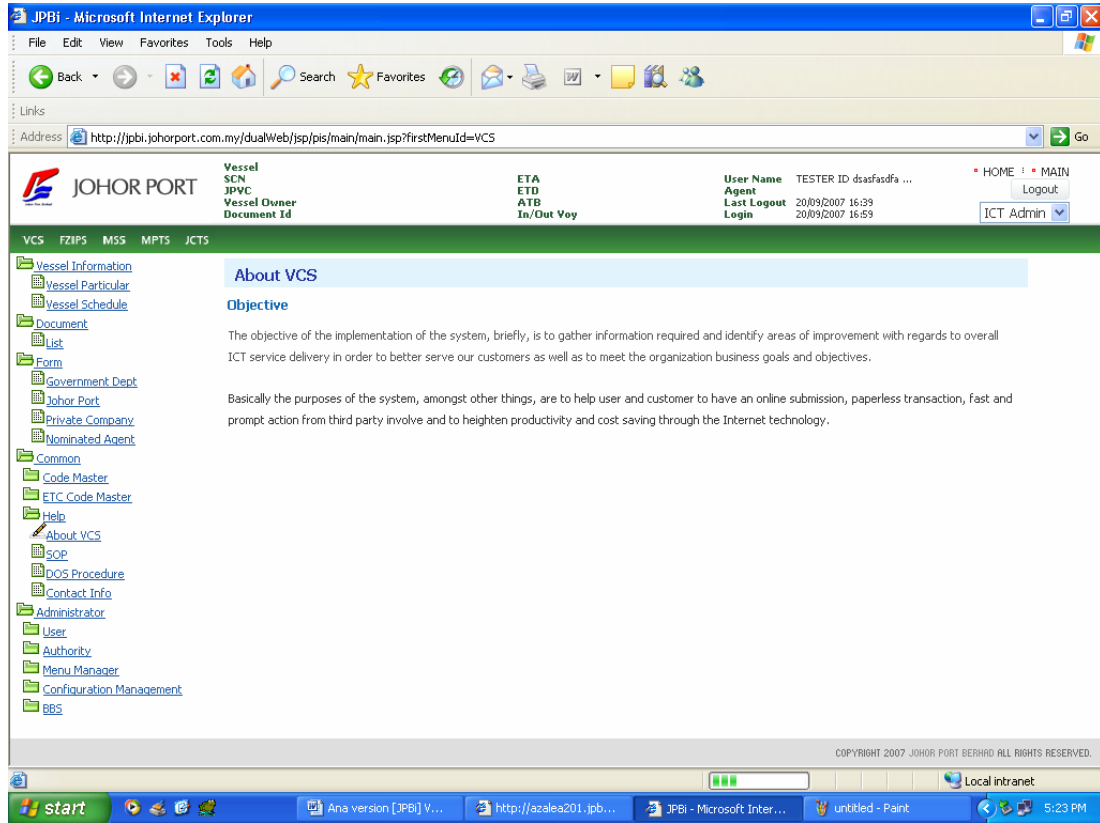 JPBi - Microsoft Internet Explorer
File Edit View Favorites Tools Help
Back Search Favorites
Links
Address http://jpbi.johorport.com.my/dualWeb/jsp/pis/main/main.jsp?firstMenuId=VCS Go
JOHOR PORT
Vessel
SCN ETA User Name TESTER ID dsasfasdfa ...
JPVC ETD Agent
Vessel Owner ATB Last Logout 20/09/2007 16:39
Document Id In/Out Voy Login 20/09/2007 16:59
HOME MAIN
Logout
ICT Admin
VCS FZIPS MSS MPTS JCTS
Vessel Information
Vessel Particular
Vessel Schedule
Document
List
Form
Government Dept
Johor Port
Private Company
Nominated Agent
Common
Code Master
ETC Code Master
Help
About VCS
SOP
DOS Procedure
Contact Info
Administrator
User
Authority
Menu Manager
Configuration Management
BBS
About VCS
Objective
The objective of the implementation of the system, briefly, is to gather information required and identify areas of improvement with regards to overall
ICT service delivery in order to better serve our customers as well as to meet the organization business goals and objectives.
Basically the purposes of the system, amongst other things, are to help user and customer to have an online submission, paperless transaction, fast and
prompt action from third party involve and to heighten productivity and cost saving through the Internet technology.
COPYRIGHT 2007 JOHOR PORT BERHAD ALL RIGHTS RESERVED.
Local intranet
start Ana version [JPBi] V... http://azalea201.jpb... JPBi - Microsoft Inter... untitled - Paint 5:23 PM